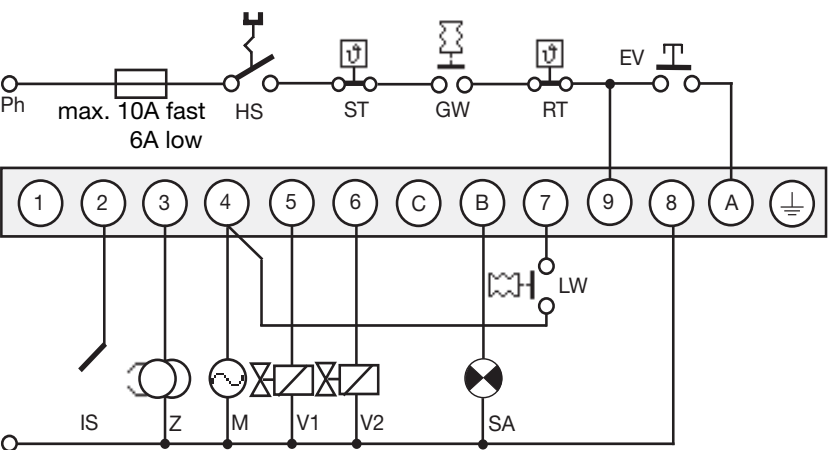 EV
Ph
max. 10A fast
HS
ST
GW
RT
6A low
1 2 3 4 5 6 C B 7 9 8 A
LW
IS
Z
M
V1
V2
SA